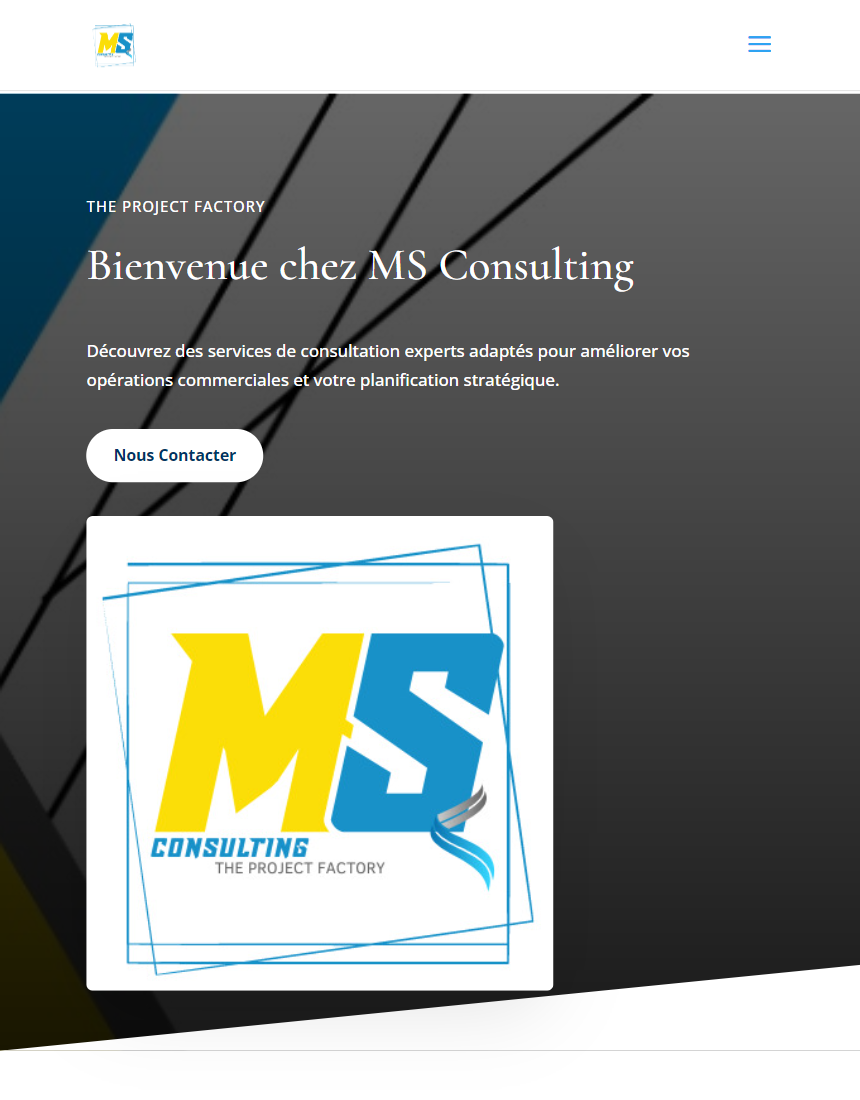 MS
THE PROJECT FACTORY
Bienvenue chez MS Consulting
Découvrez des services de consultation experts adaptés pour améliorer vos
opérations commerciales et votre planification stratégique.
Nous Contacter
MS
CONSULTING
THE PROJECT FACTORY